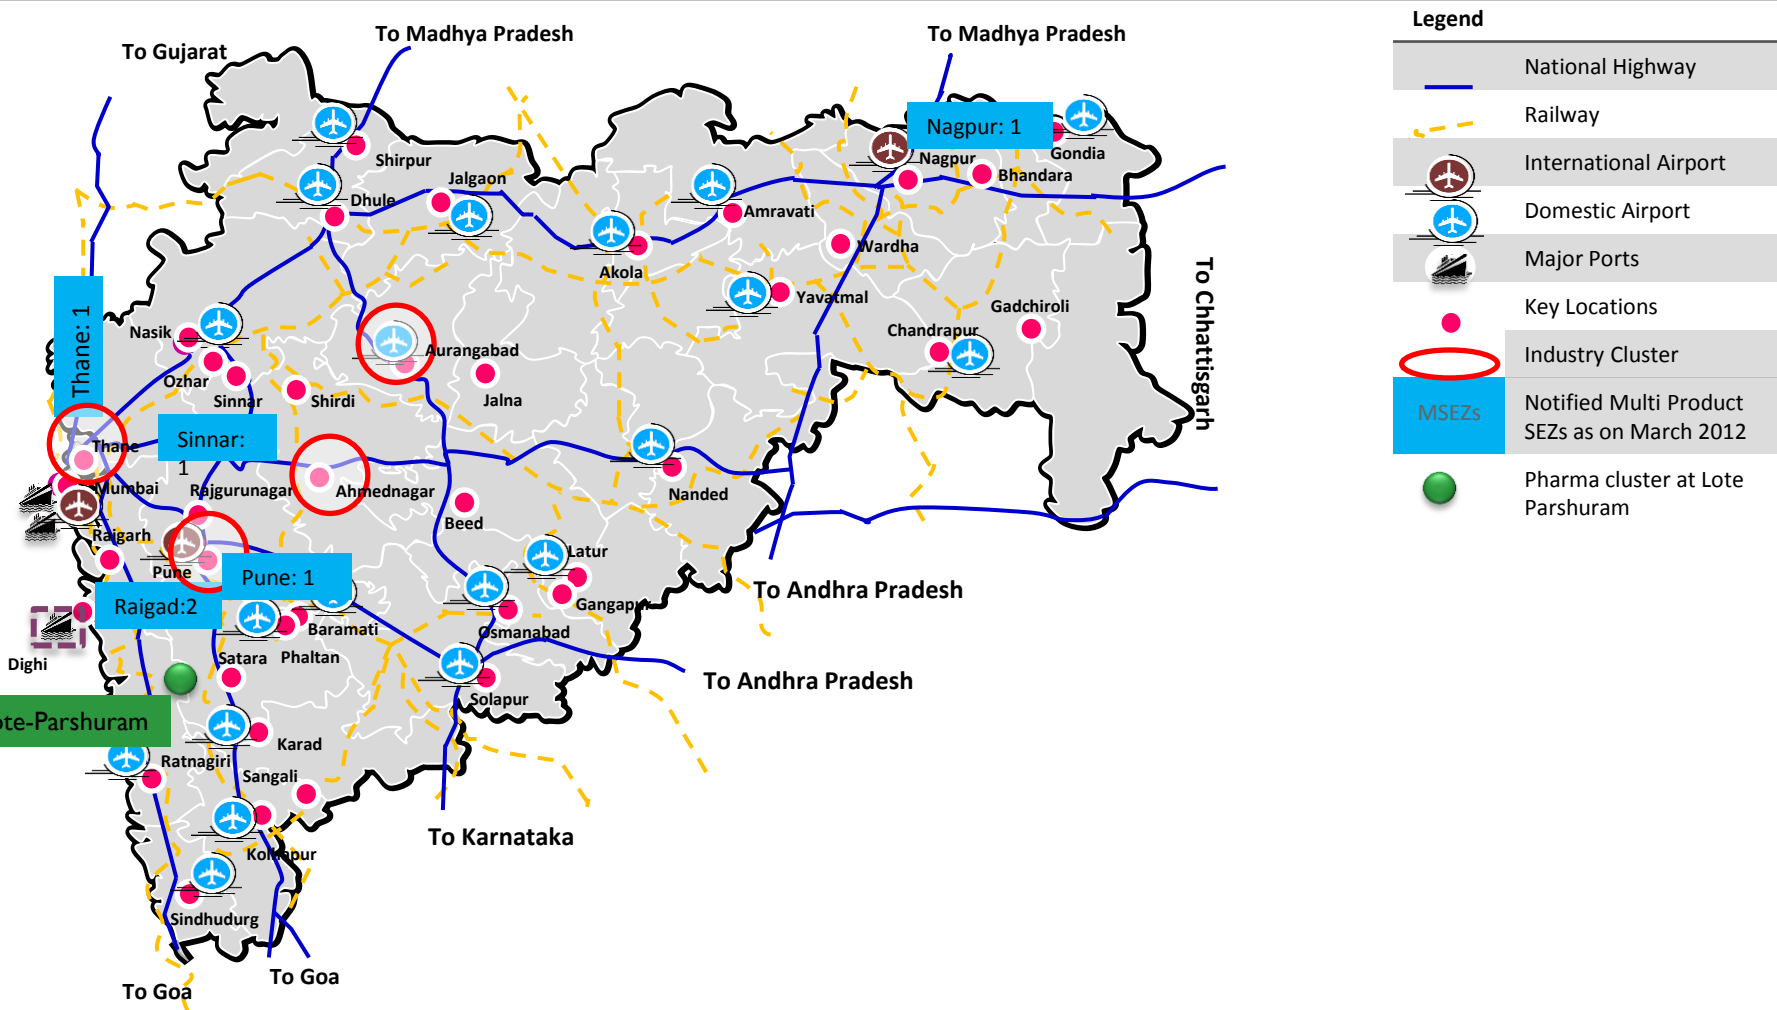 To Madhya Pradesh
To Madhya Pradesh
To Gujarat
Nagpur: 1
Shirpur
Nagpur
Gondia
Jalgaon
Bhandara
Dhule
Amravati
Wardha
Akola
To Chhattisgarh
Yavatmal
Gadchiroli
Thane: 1
Nasik
Chandrapur
Aurangabad
Ozhar
Sinnar
Shirdi
Jalna
Thane
Sinnar:
1
Mumbai
Rajgurunagar
Ahmednagar
Nanded
Beed
Raigarh
Latur
Pune
Pune: 1
To Andhra Pradesh
Raigad:2
Gangapur
Baramati
Osmanabad
Dighi
Satara
Phaltan
To Andhra Pradesh
Solapur
ote-Parshuram
Karad
Ratnagiri
Sangali
To Karnataka
Kolhapur
Sindhudurg
To Goa
To Goa
Legend
National Highway
Railway
International Airport
Domestic Airport
Major Ports
Key Locations
Industry Cluster
MSEZs
Notified Multi Product
SEZs as on March 2012
Pharma cluster at Lote
Parshuram